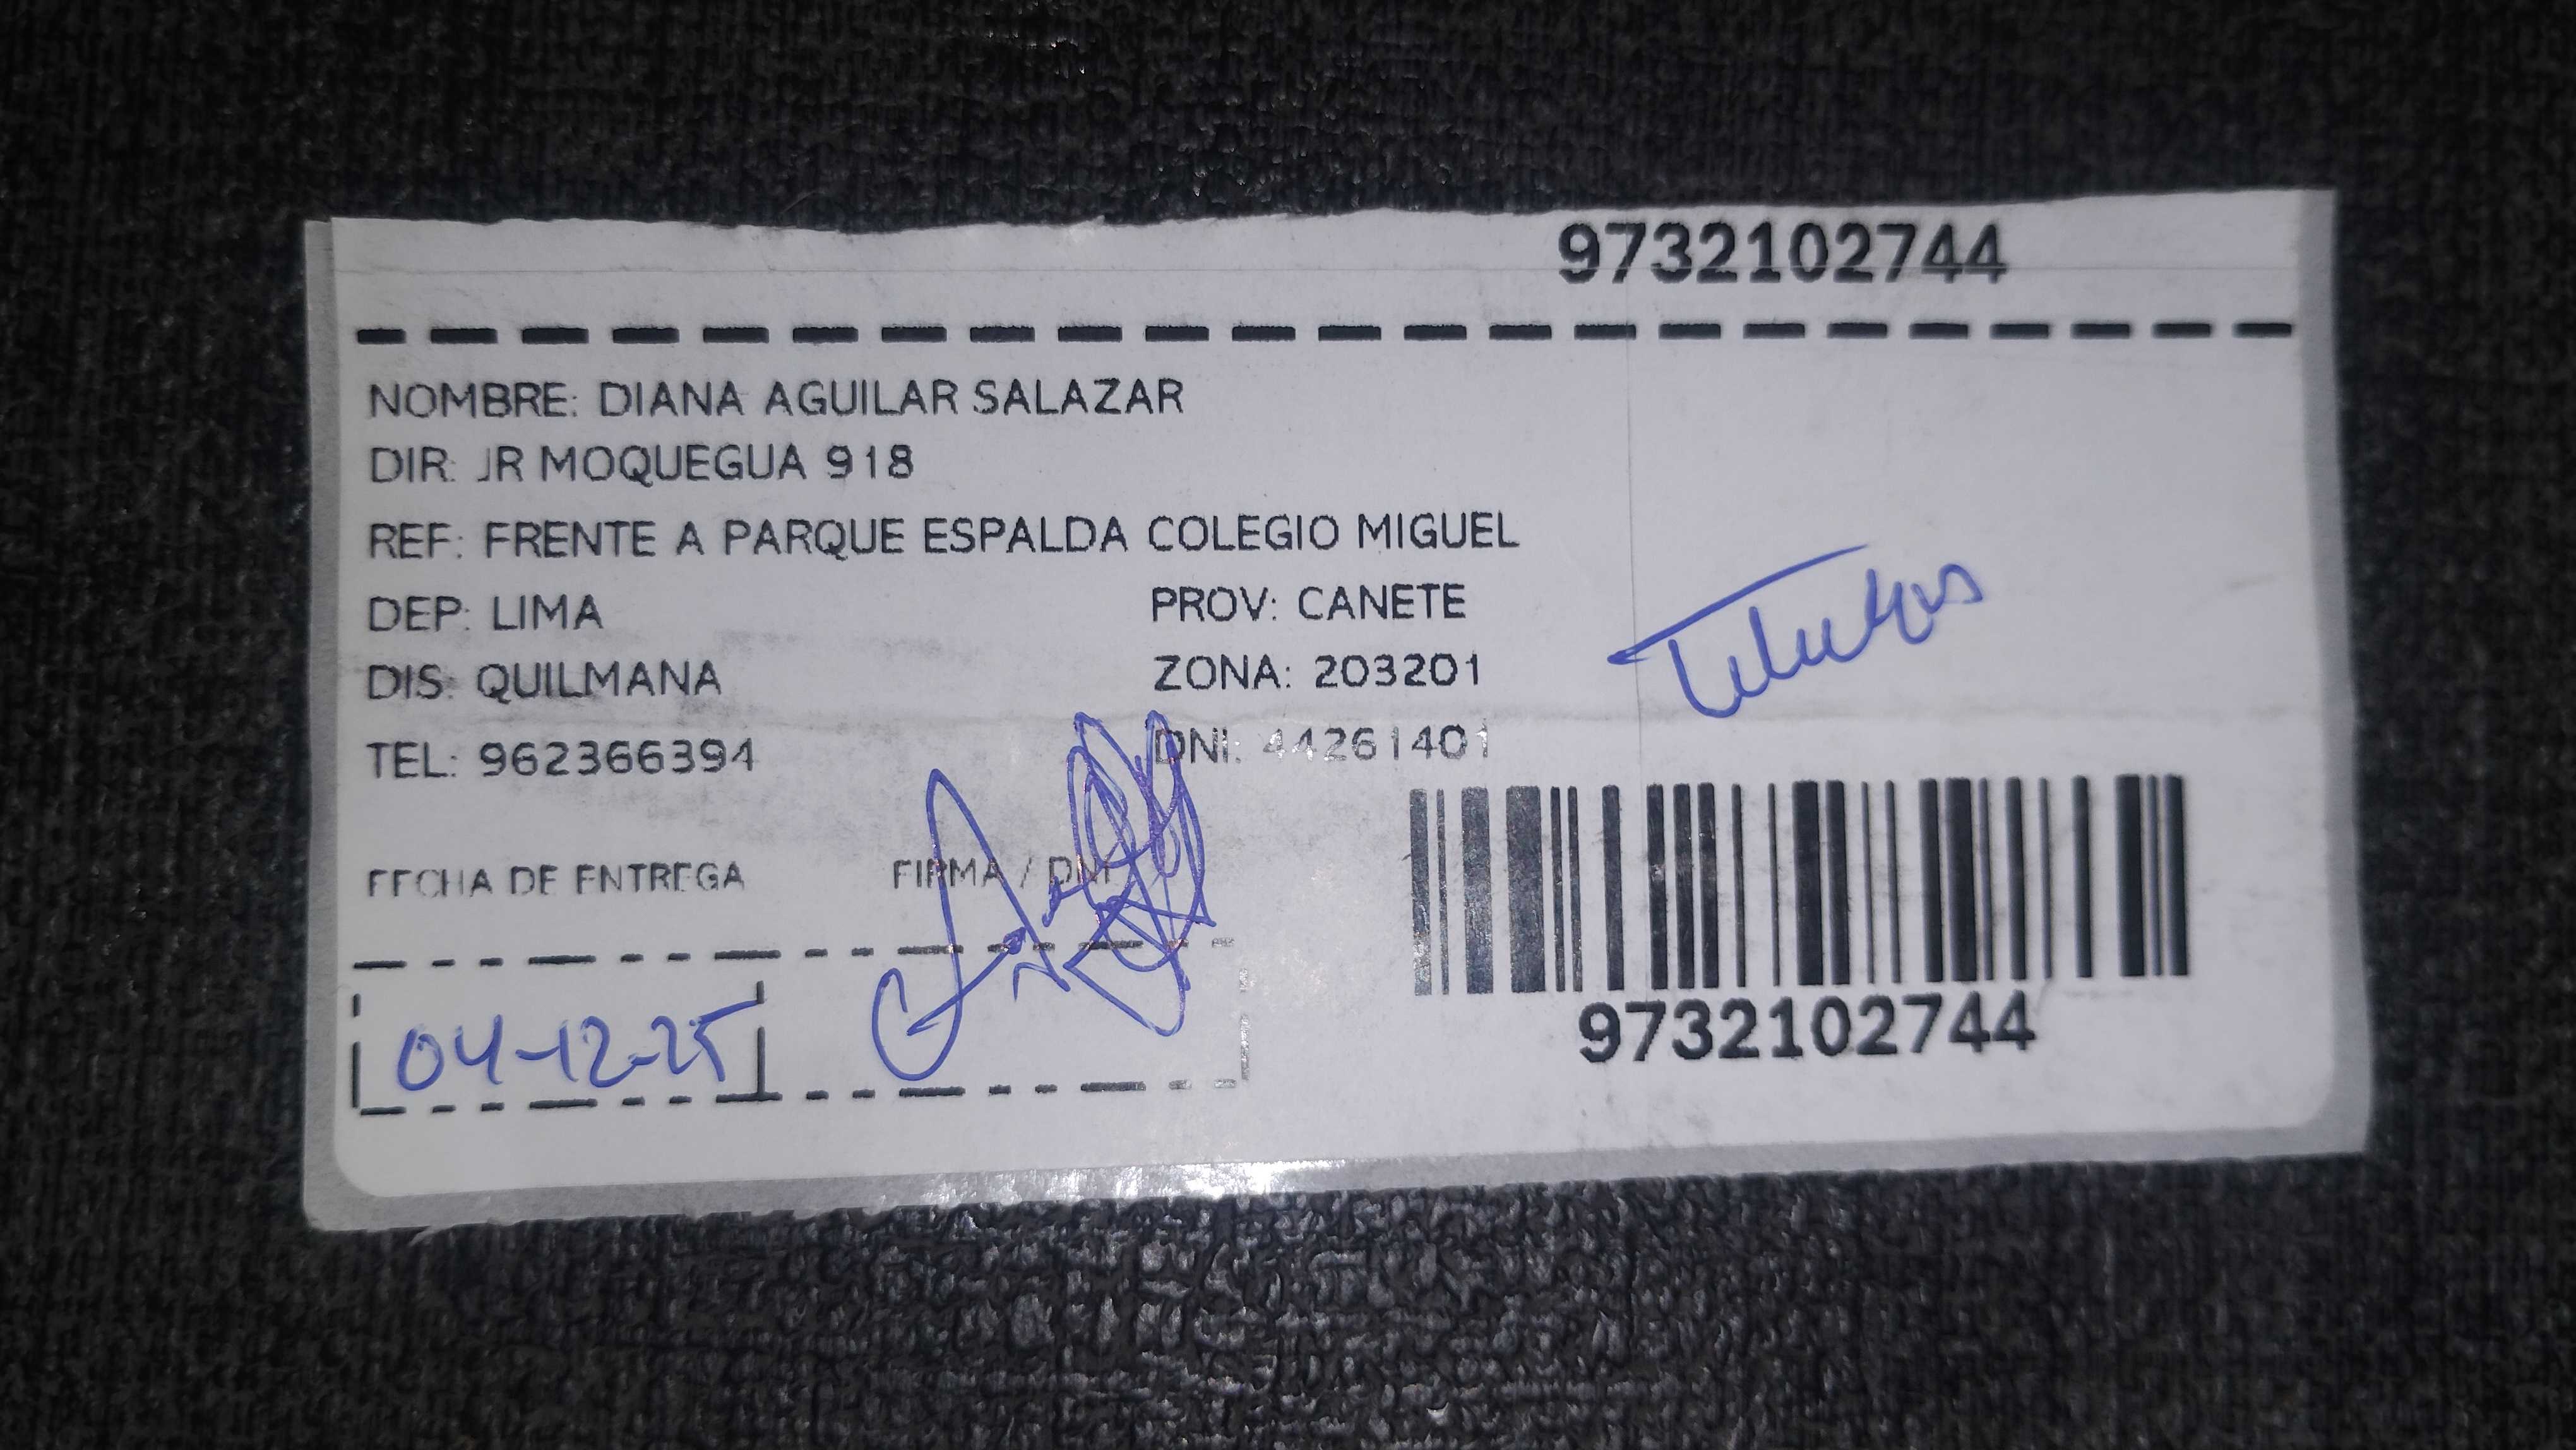 9732102744
NOMBRE: DIANA AGUILAR SALAZAR
DIR: JR MOQUEGUA 918
REF: FRENTE A PARQUE ESPALDA COLEGIO MIGUEL
DEP: LIMA PROV: CANETE
DIS: QUILMANA ZONA: 203201
TEL: 962366394 DNI: 44261401
FECHA DE ENTREGA FIRMA / DNI
04-12-25
9732102744